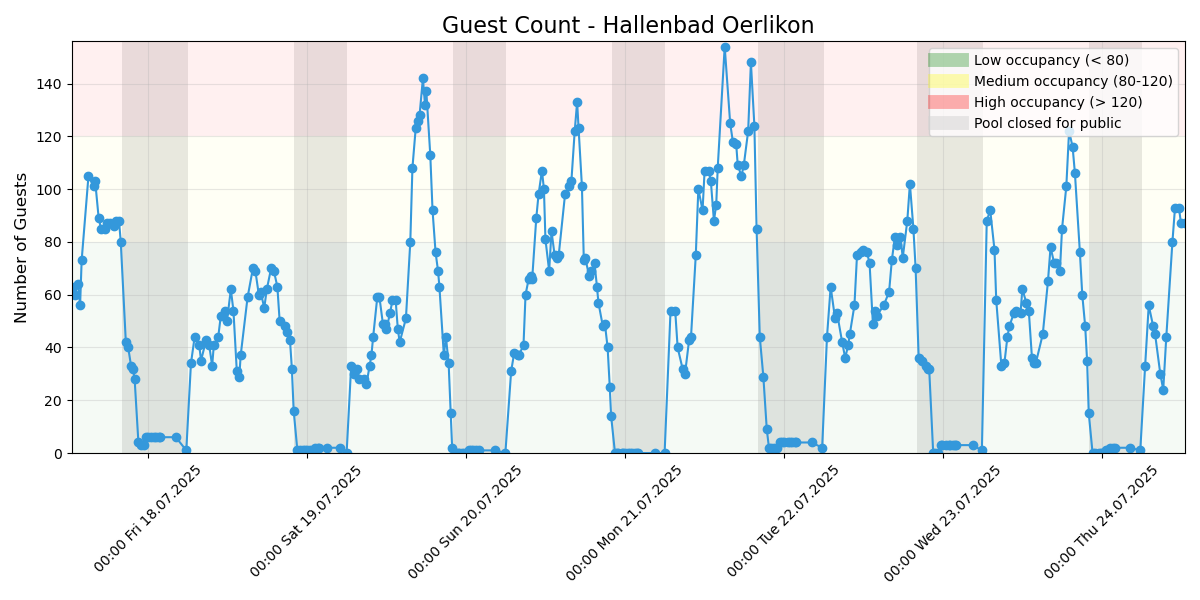 Guest Count - Hallenbad Oerlikon
Number of Guests
140
120
100
80
60
40
20
0
Low occupancy (< 80)
Medium occupancy (80-120)
High occupancy (> 120)
Pool closed for public
00:00 Fri 18.07.2025
00:00 Sat 19.07.2025
00:00 Sun 20.07.2025
00:00 Mon 21.07.2025
00:00 Tue 22.07.2025
00:00 Wed 23.07.2025
00:00 Thu 24.07.2025